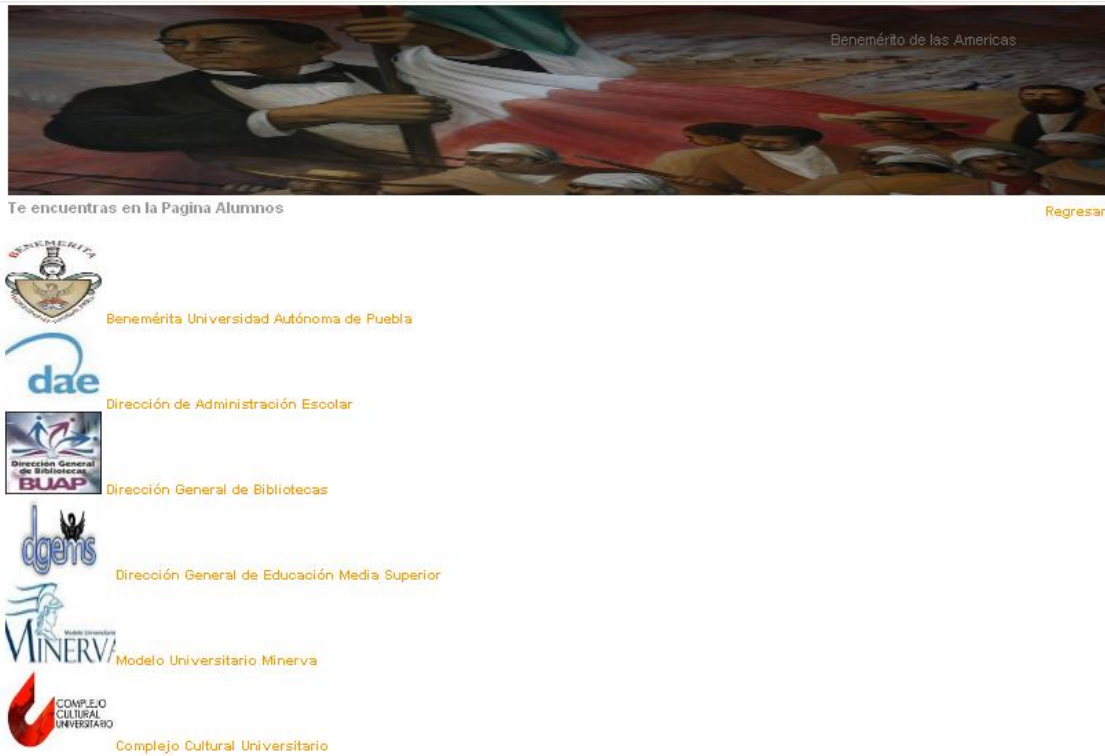 Benemérito de las Americas
Te encuentras en la Pagina Alumnos
Regresar
BENEMERITA
Benemérita Universidad Autónoma de Puebla
dae
Dirección de Administración Escolar
Dirección General
de Bibliotecas
BUAP
Dirección General de Bibliotecas
dgems
Dirección General de Educación Media Superior
MINERVA
Modelo Universitario Minerva
COMPLEJO
CULTURAL
UNIVERSITARIO
Complejo Cultural Universitario